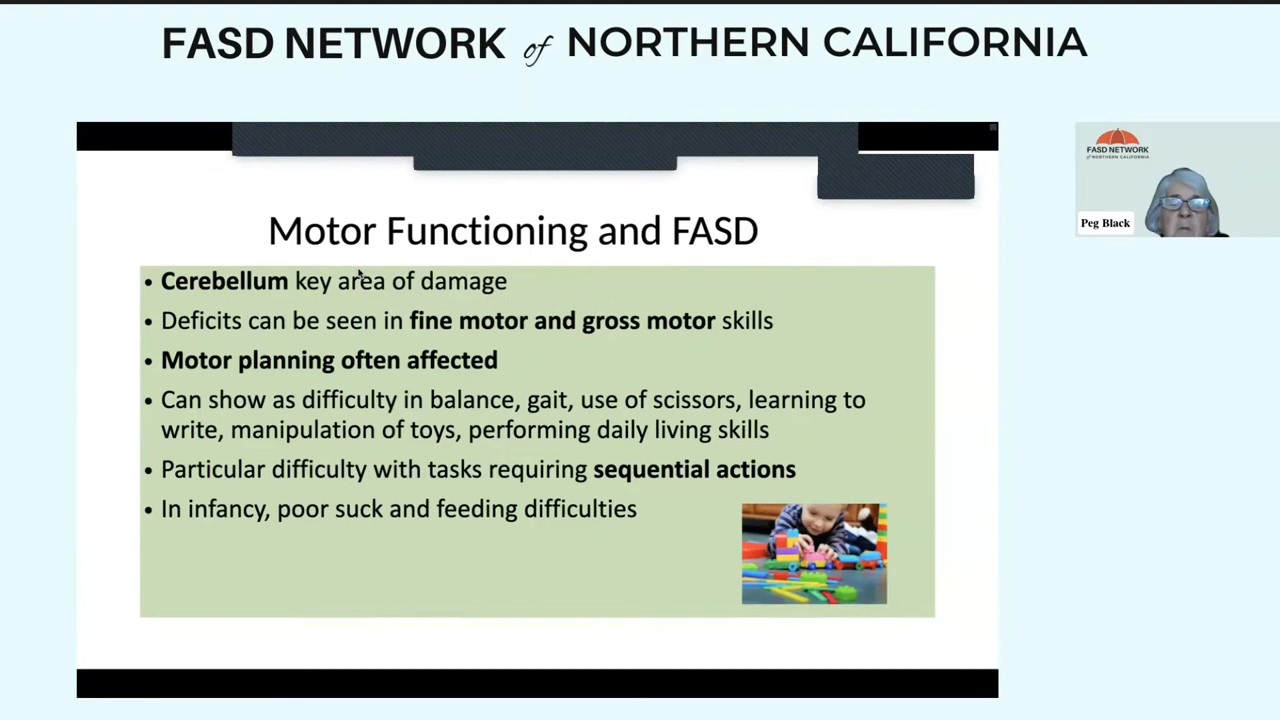 FASD NETWORK of NORTHERN CALIFORNIA
FASD NETWORK
of NORTHERN CALIFORNIA
Peg Black
Motor Functioning and FASD
• Cerebellum key area of damage
• Deficits can be seen in fine motor and gross motor skills
• Motor planning often affected
• Can show as difficulty in balance, gait, use of scissors, learning to
write, manipulation of toys, performing daily living skills
• Particular difficulty with tasks requiring sequential actions
• In infancy, poor suck and feeding difficulties